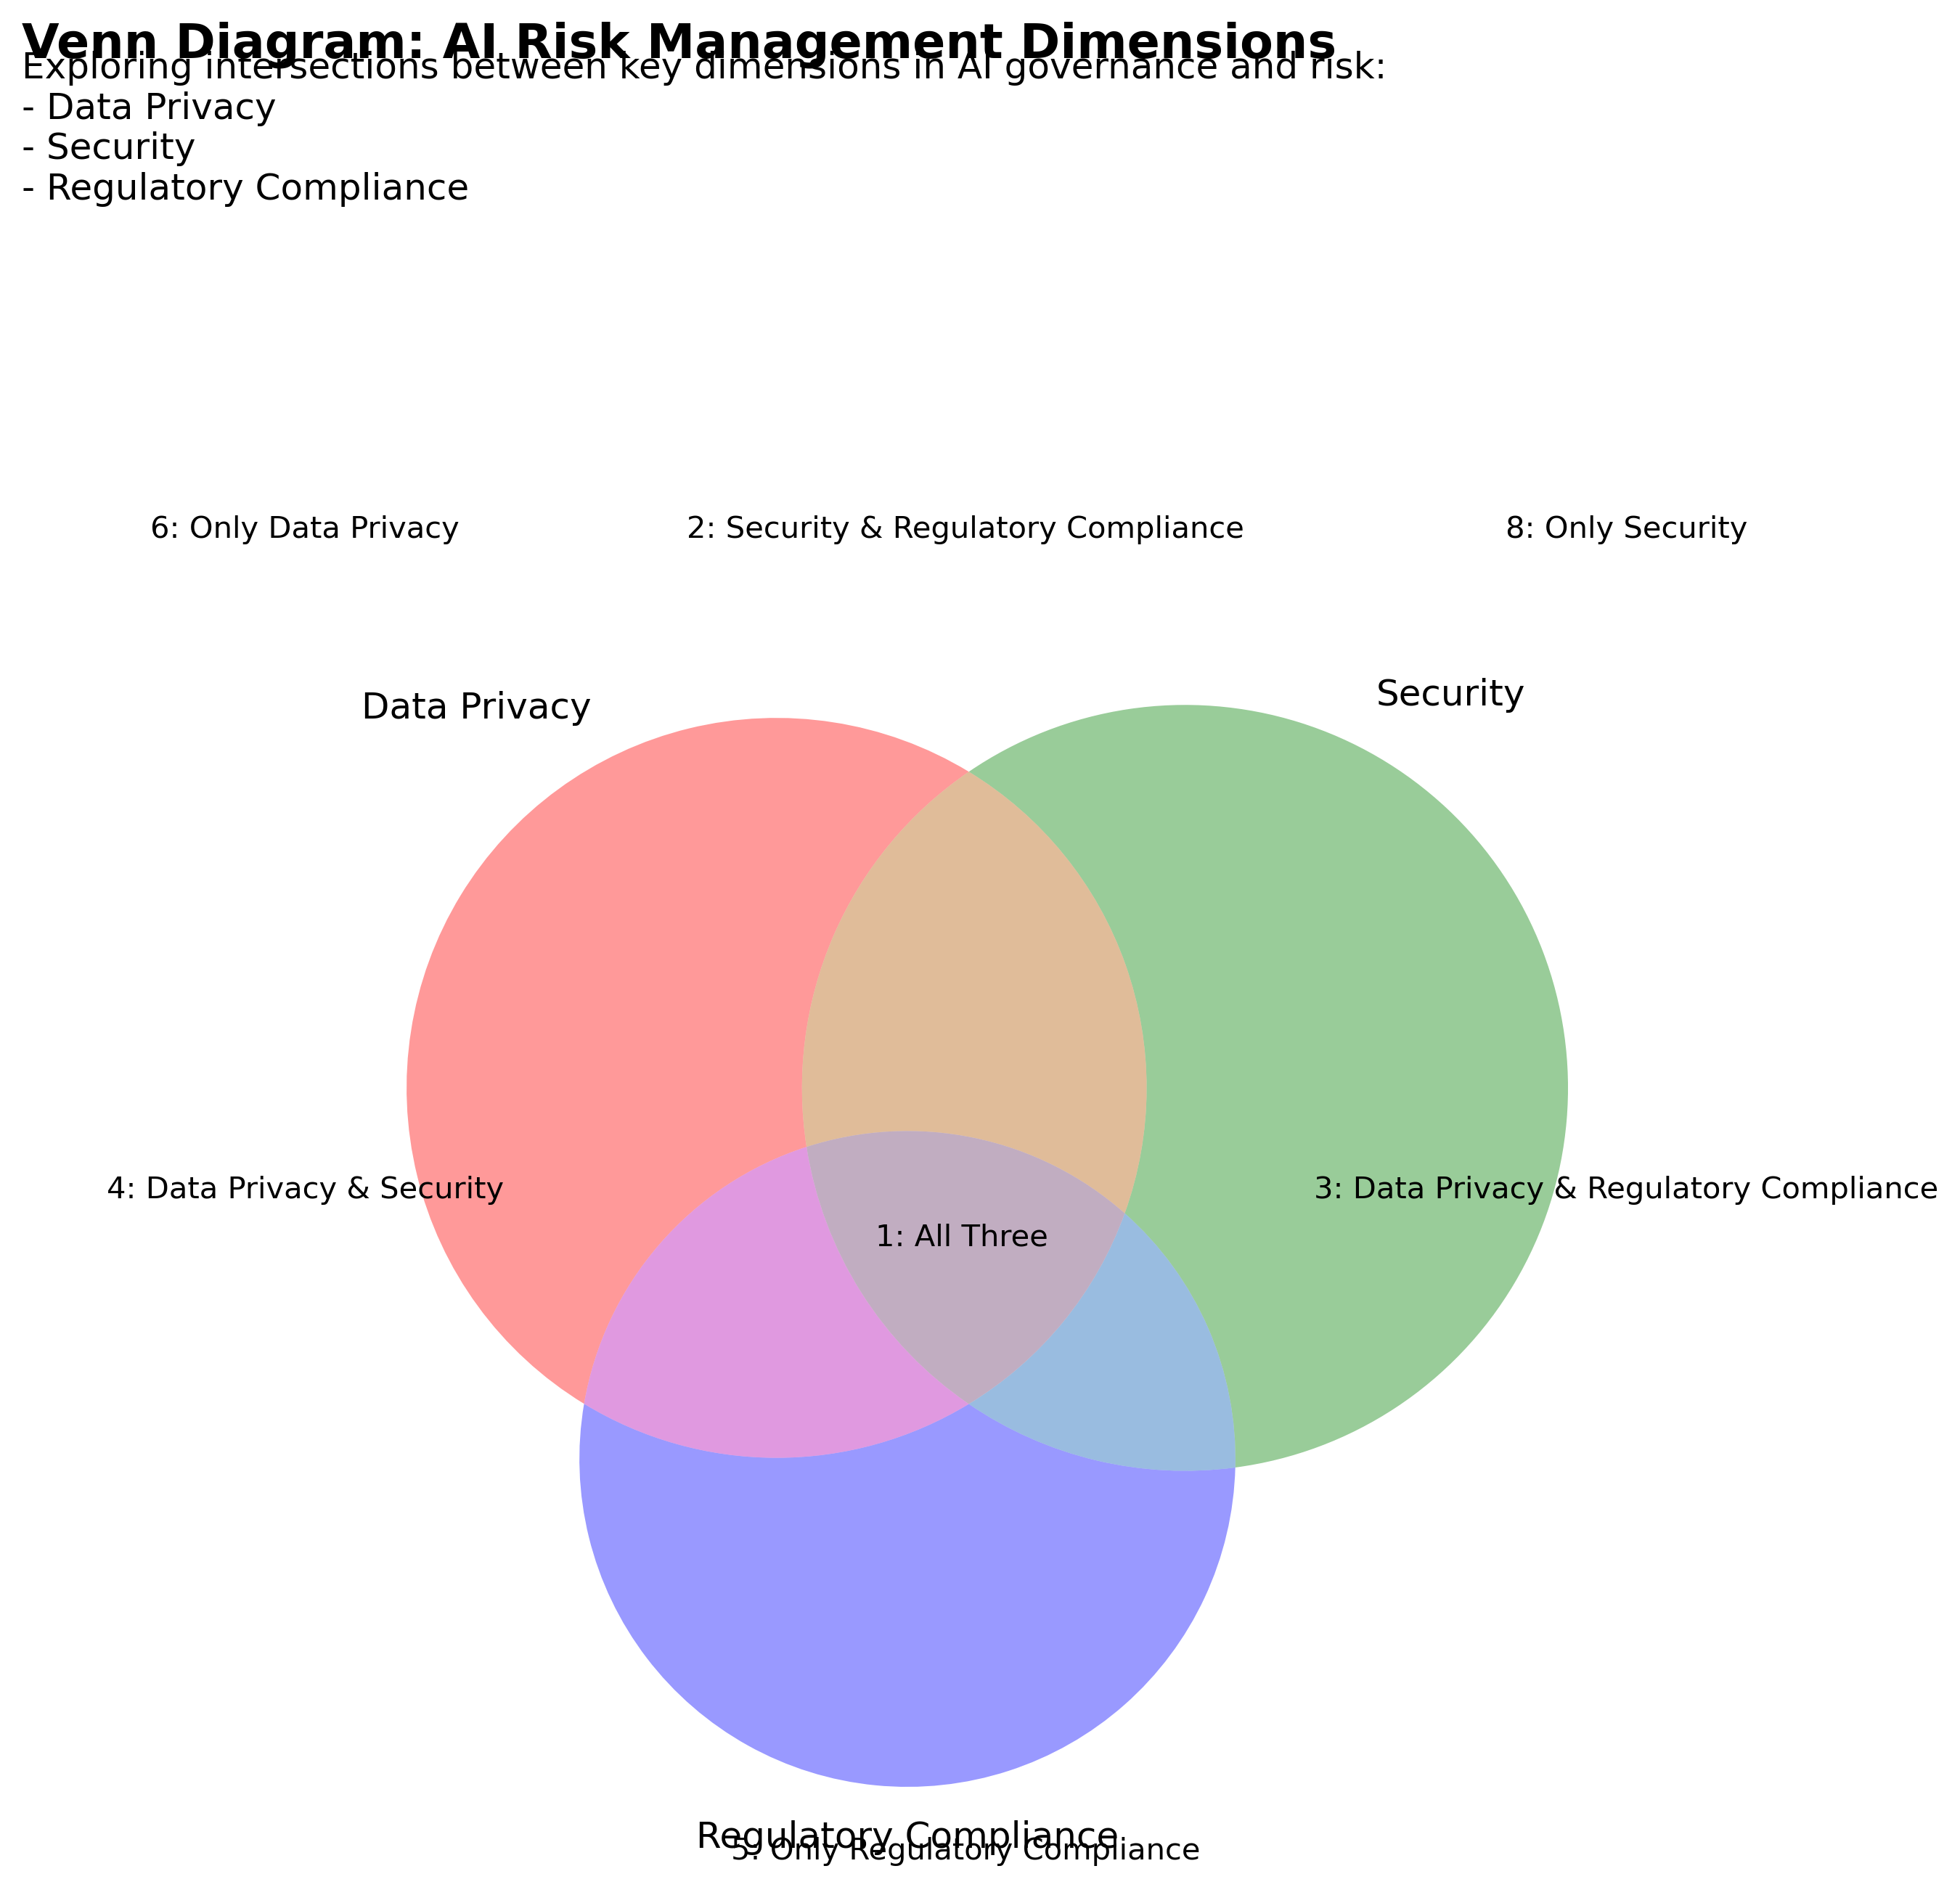 Venn Diagram: AI Risk Management Dimensions
Exploring intersections between key dimensions in AI governance and risk:
- Data Privacy
- Security
- Regulatory Compliance
6: Only Data Privacy
2: Security & Regulatory Compliance
8: Only Security
Data Privacy
Security
4: Data Privacy & Security
3: Data Privacy & Regulatory Compliance
1: All Three
Regulatory Compliance
5: Only Regulatory Compliance